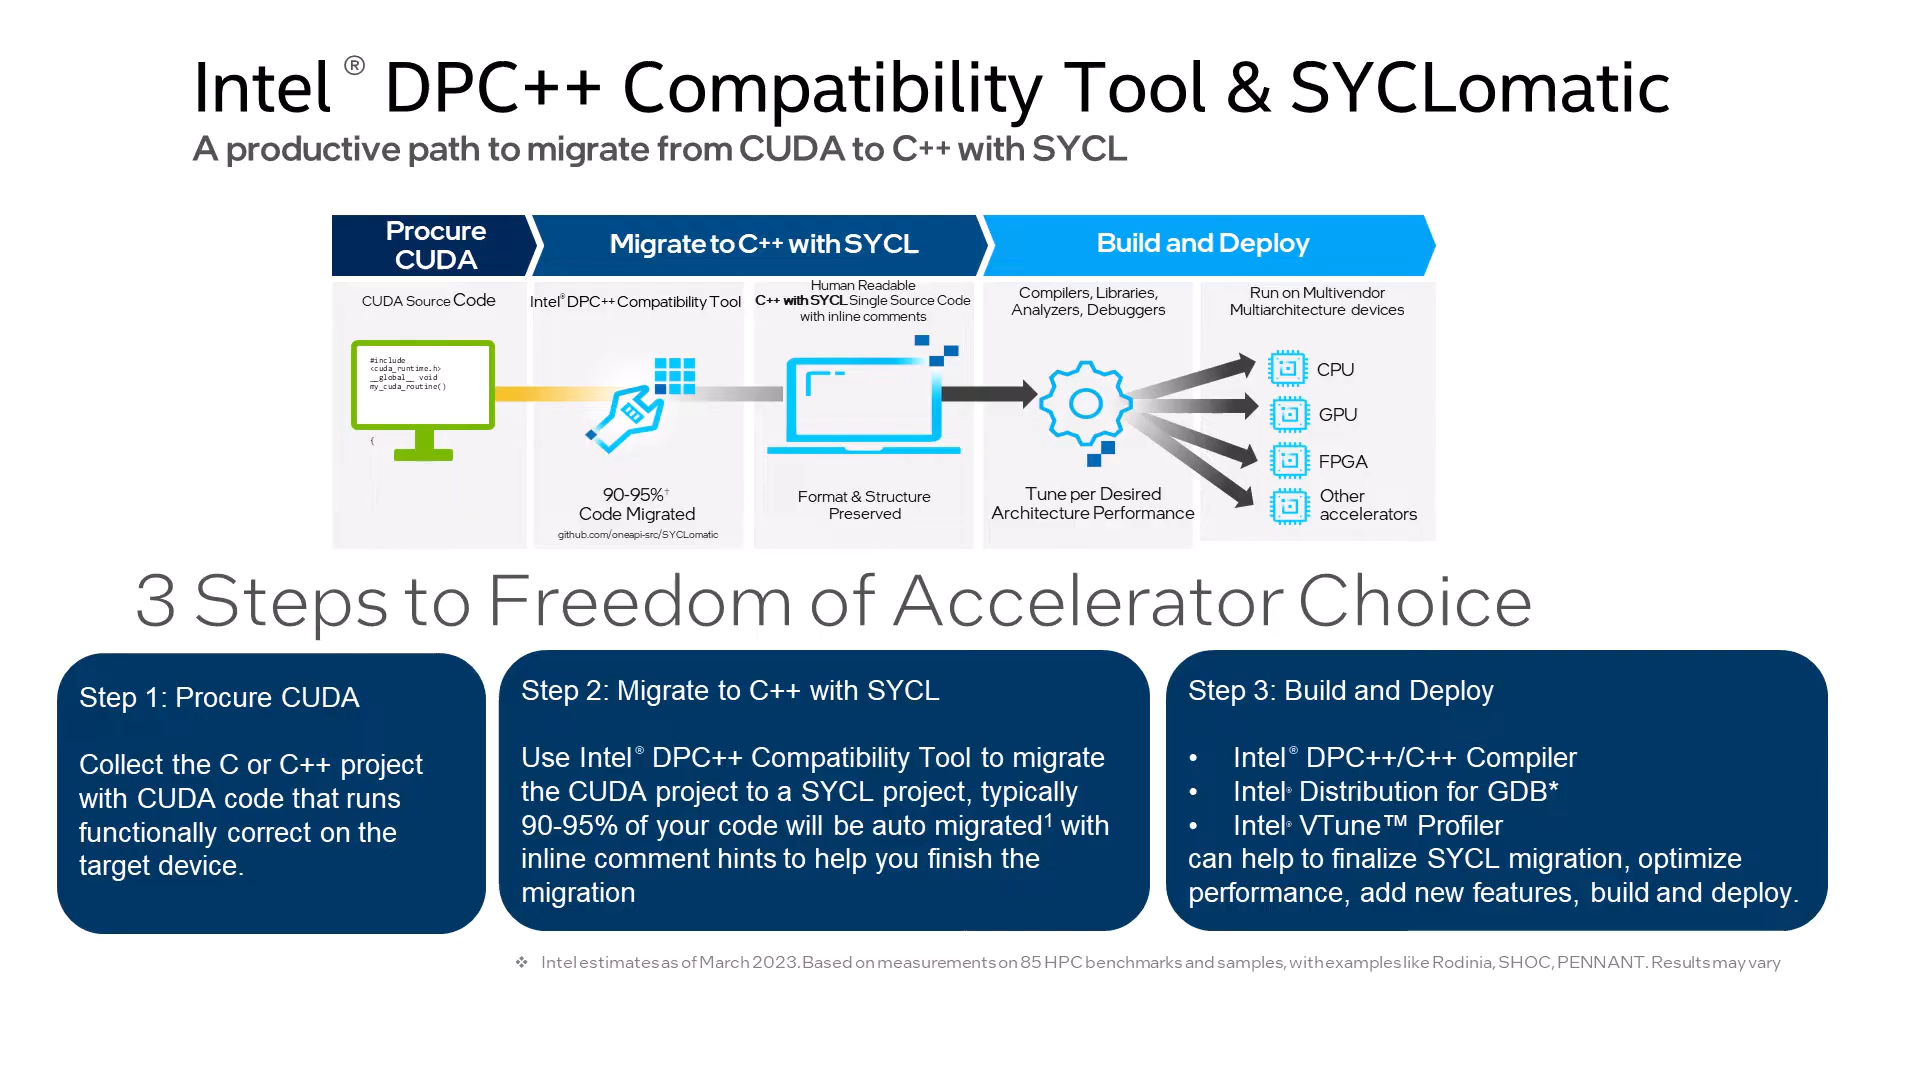 Intel® DPC++ Compatibility Tool & SYCLomatic
A productive path to migrate from CUDA to C++ with SYCL
Procure
CUDA
Migrate to C++ with SYCL
Build and Deploy
CUDA Source Code
#include
<cuda_runtime.h>
__global__ void
my_cuda_routine()
{
Intel® DPC++ Compatibility Tool
90-95%†
Code Migrated
github.com/oneapi-src/SYCLomatic
Human Readable
C++ with SYCL Single Source Code
with inline comments
Format & Structure
Preserved
Compilers, Libraries,
Analyzers, Debuggers
Tune per Desired
Architecture Performance
Run on Multivendor
Multiarchitecture devices
CPU
GPU
FPGA
Other
accelerators
3 Steps to Freedom of Accelerator Choice
Step 1: Procure CUDA
Collect the C or C++ project
with CUDA code that runs
functionally correct on the
target device.
Step 2: Migrate to C++ with SYCL
Use Intel® DPC++ Compatibility Tool to migrate
the CUDA project to a SYCL project, typically
90-95% of your code will be auto migrated¹ with
inline comment hints to help you finish the
migration
Step 3: Build and Deploy
• Intel® DPC++/C++ Compiler
• Intel® Distribution for GDB*
• Intel® VTune™ Profiler
can help to finalize SYCL migration, optimize
performance, add new features, build and deploy.
❖ Intel estimates as of March 2023. Based on measurements on 85 HPC benchmarks and samples, with examples like Rodinia, SHOC, PENNANT. Results may vary